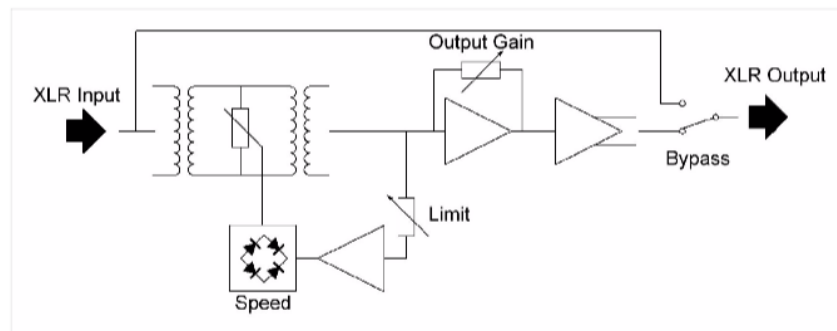 Output Gain
XLR Output
XLR Input
Bypass
Limit
Speed